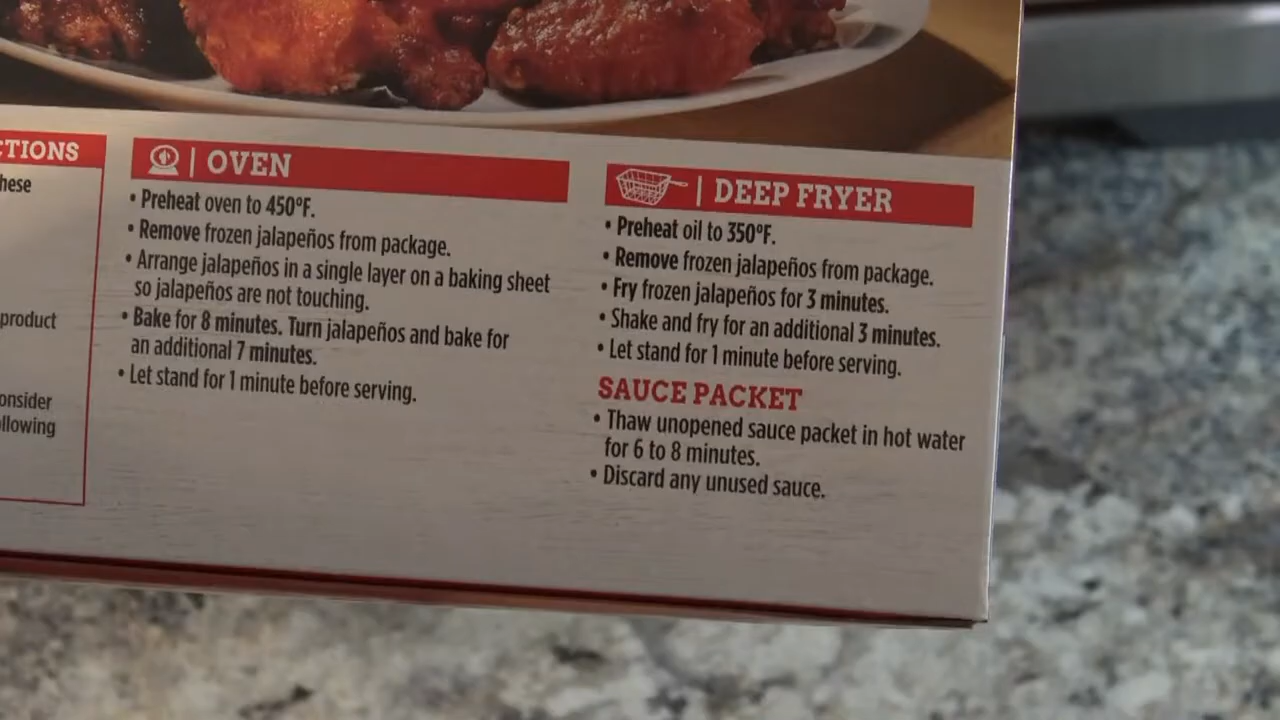 CTIONS
hese
product
onsider
llowing
OVEN
• Preheat oven to 450ºF.
• Remove frozen jalapeños from package.
• Arrange jalapeños in a single layer on a baking sheet
so jalapeños are not touching.
• Bake for 8 minutes. Turn jalapeños and bake for
an additional 7 minutes.
• Let stand for 1 minute before serving.
DEEP FRYER
• Preheat oil to 350ºF.
• Remove frozen jalapeños from package.
• Fry frozen jalapeños for 3 minutes.
• Shake and fry for an additional 3 minutes.
• Let stand for 1 minute before serving.
SAUCE PACKET
• Thaw unopened sauce packet in hot water
for 6 to 8 minutes.
• Discard any unused sauce.